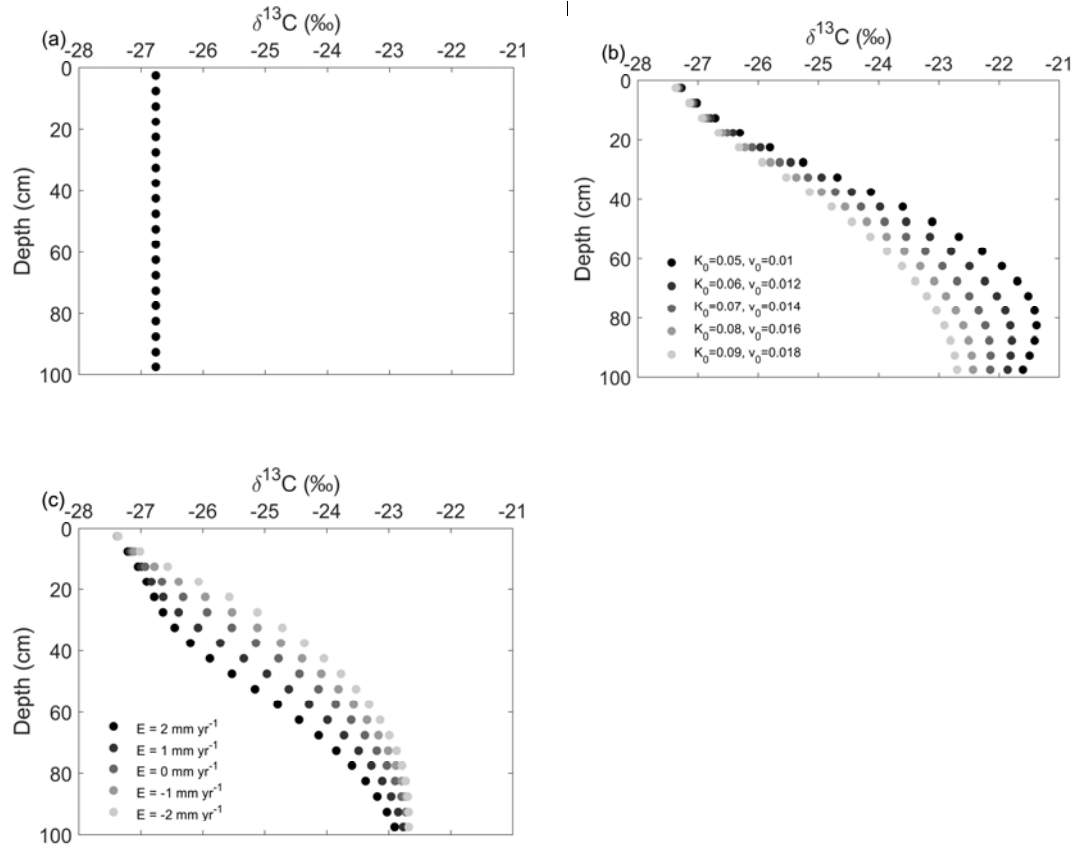 (a)
δ13C (‰)
-28 -27 -26 -25 -24 -23 -22 -21
0
20
40
60
80
100
Depth (cm)
(b)
δ13C (‰)
-28 -27 -26 -25 -24 -23 -22 -21
0
20
40
60
80
100
Depth (cm)
K0=0.05, v0=0.01
K0=0.06, v0=0.012
K0=0.07, v0=0.014
K0=0.08, v0=0.016
K0=0.09, v0=0.018
(c)
δ13C (‰)
-28 -27 -26 -25 -24 -23 -22 -21
0
20
40
60
80
100
Depth (cm)
E = 2 mm yr-1
E = 1 mm yr-1
E = 0 mm yr-1
E = -1 mm yr-1
E = -2 mm yr-1